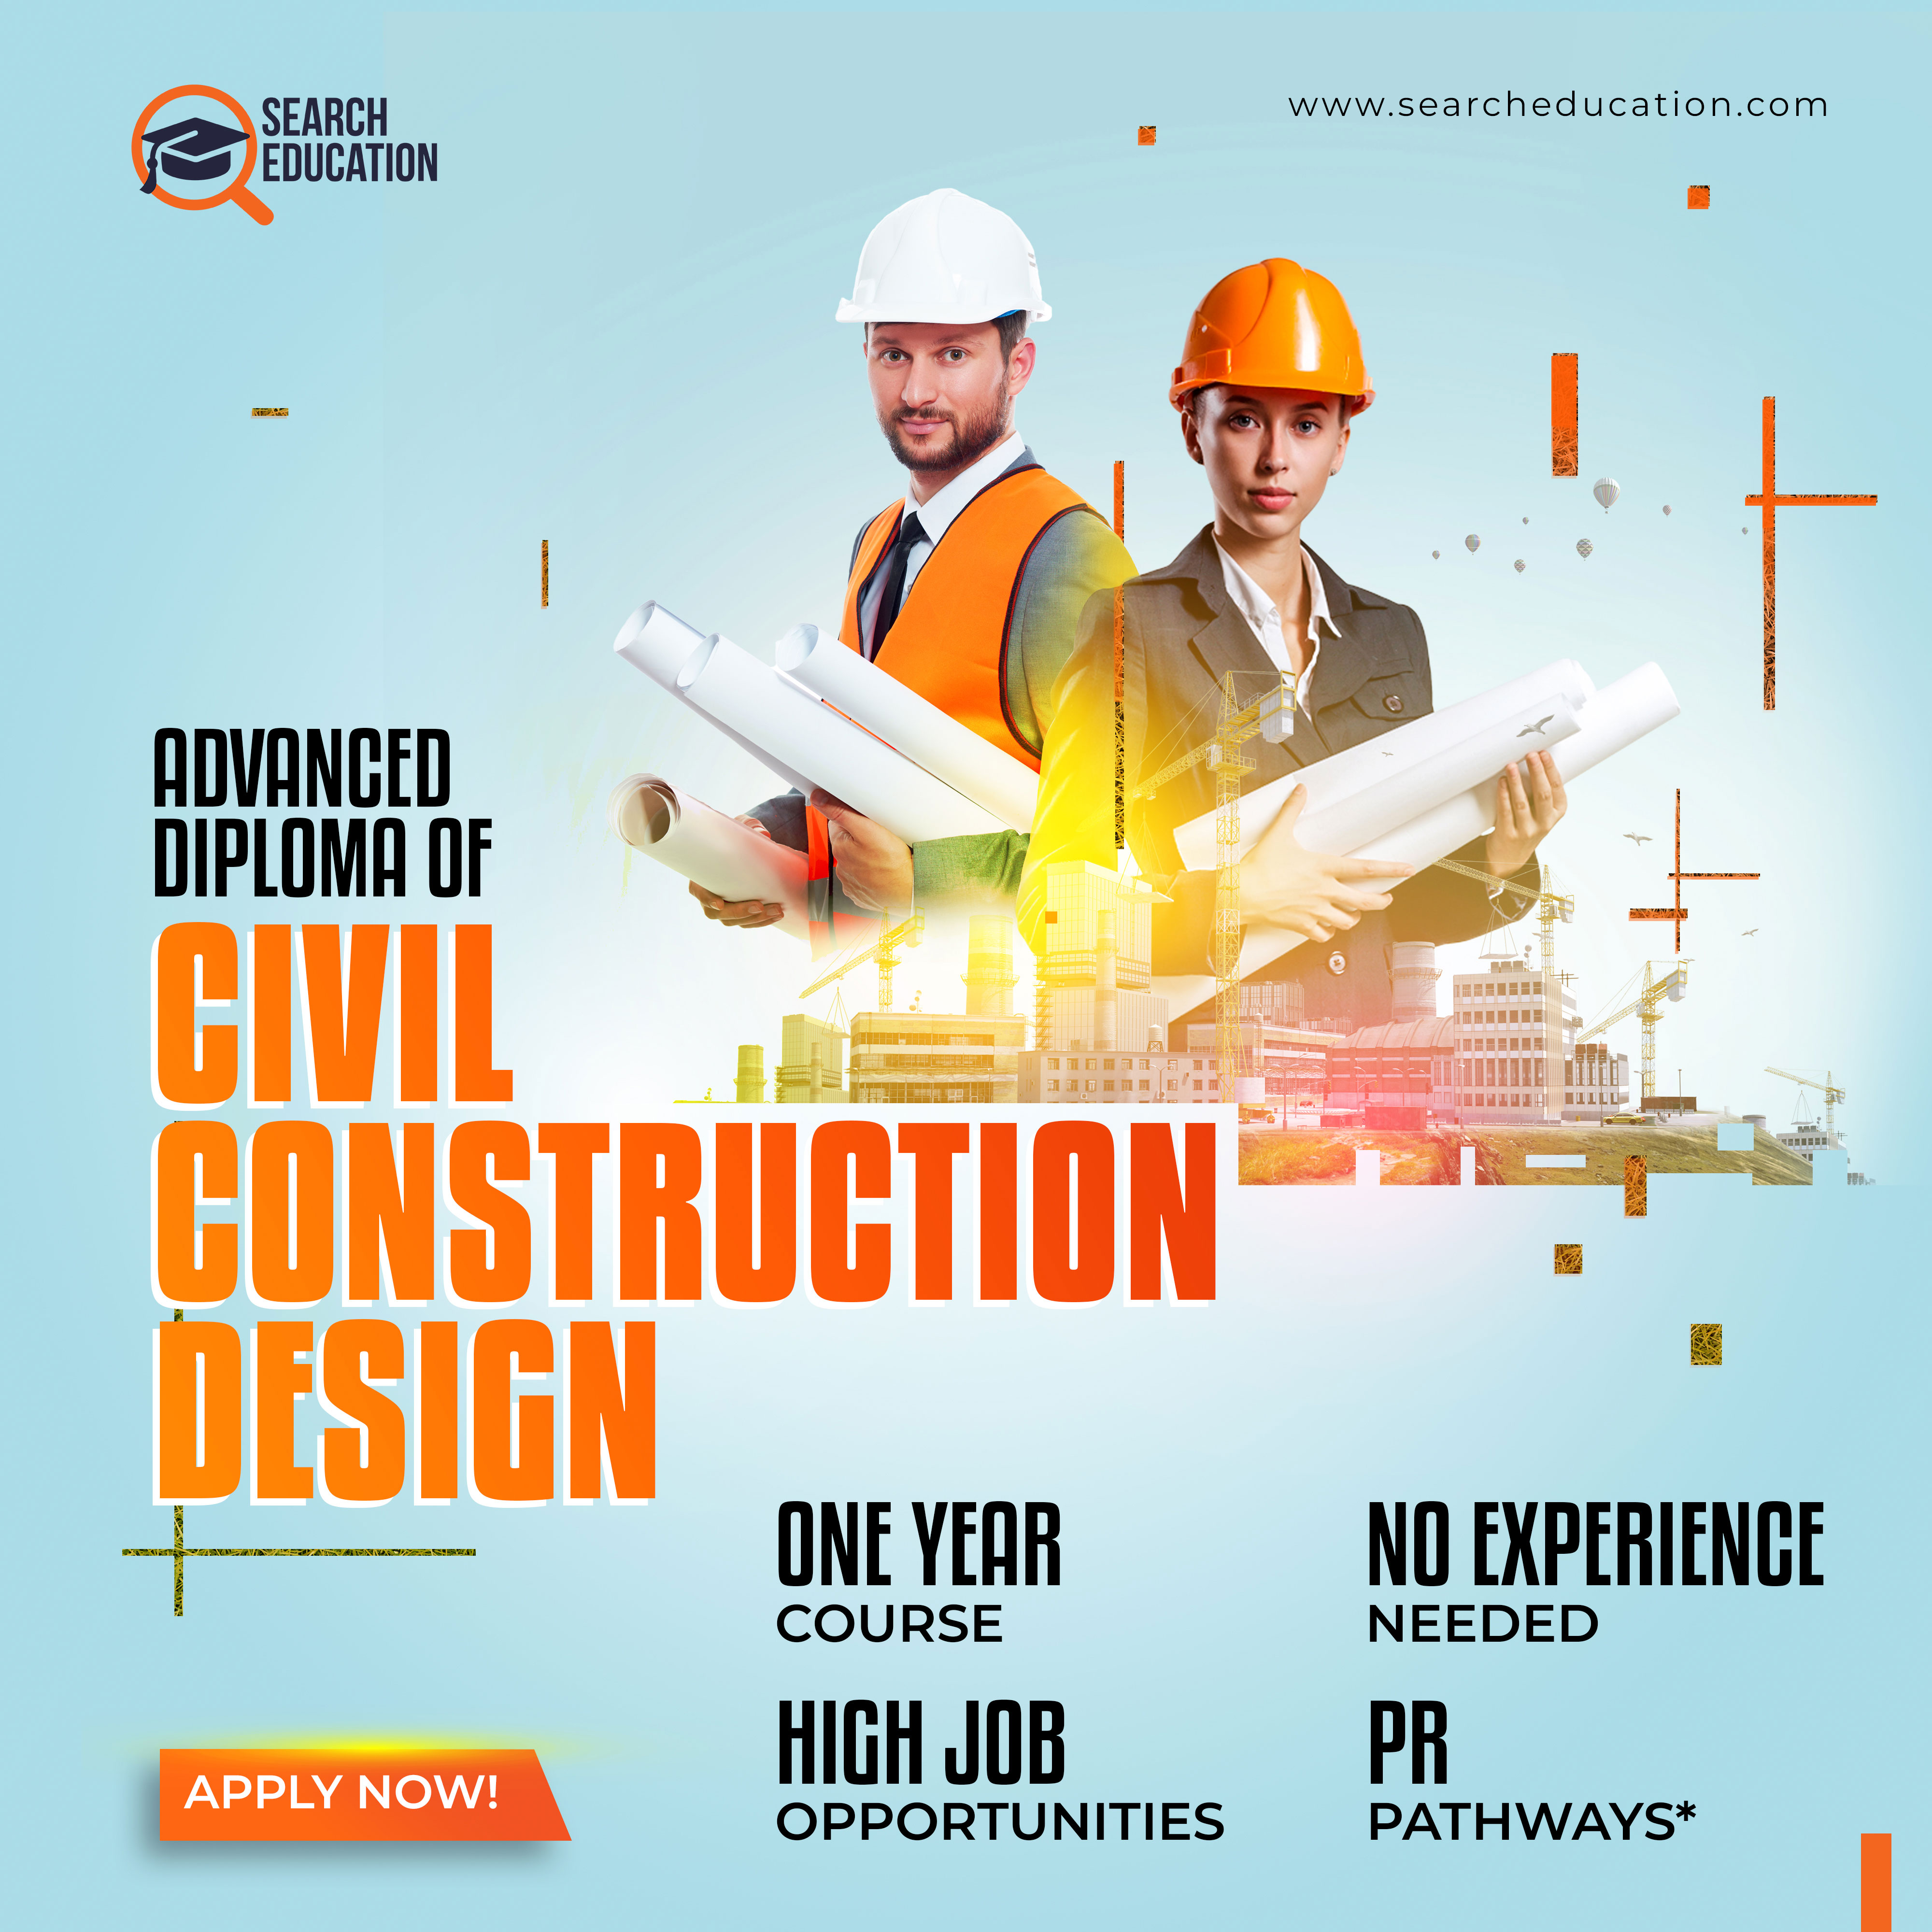 SEARCH
EDUCATION
www.searcheducation.com
ADVANCED
DIPLOMA OF
CIVIL
CONSTRUCTION
DESIGN
ONE YEAR
COURSE
NO EXPERIENCE
NEEDED
HIGH JOB
OPPORTUNITIES
PR
PATHWAYS*
APPLY NOW!